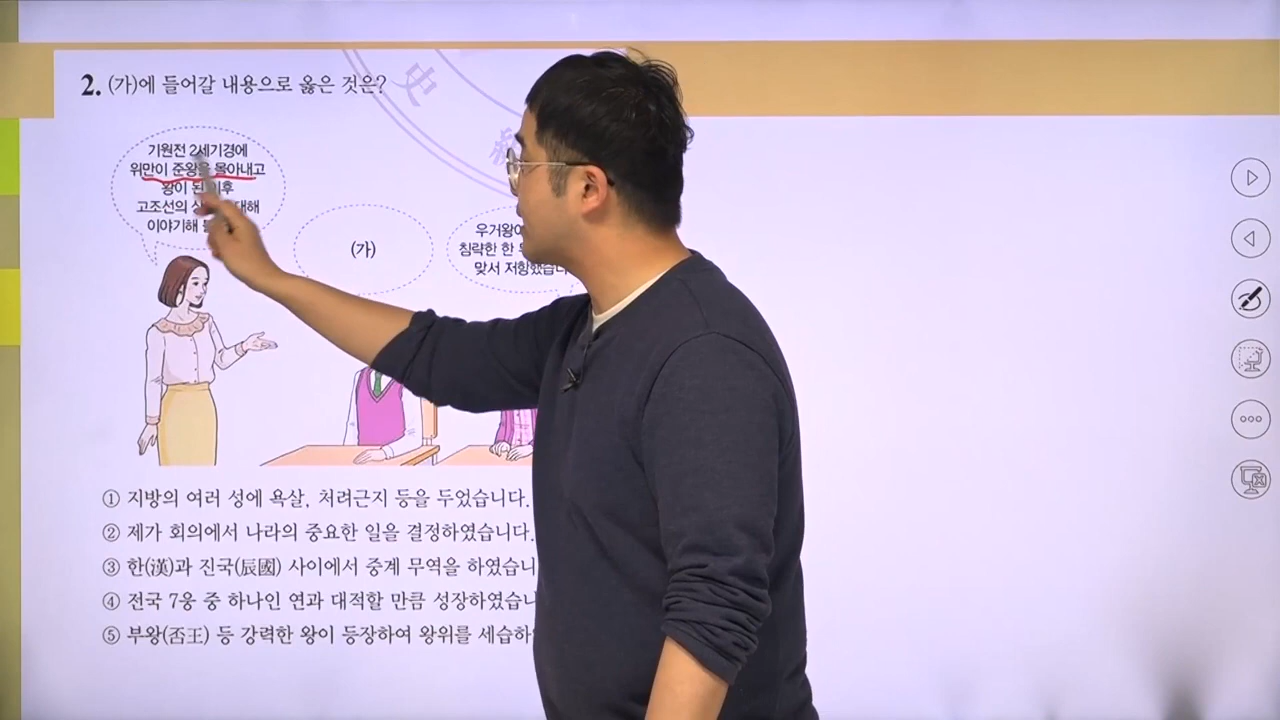 2. (가)에 들어갈 내용으로 옳은 것은?
기원전 2세기경에
위만이 준왕을 몰아내고
왕이 된 이후
고조선의 대해
이야기해
(가)
우거왕
침략한 한
맞서 저항했습니
① 지방의 여러 성에 욕살, 처려근지 등을 두었습니다.
② 제가 회의에서 나라의 중요한 일을 결정하였습니다.
③ 한(漢)과 진국(辰國) 사이에서 중계 무역을 하였습니
④ 전국 7웅 중 하나인 연과 대적할 만큼 성장하였습니
⑤ 부왕(否王) 등 강력한 왕이 등장하여 왕위를 세습하
史